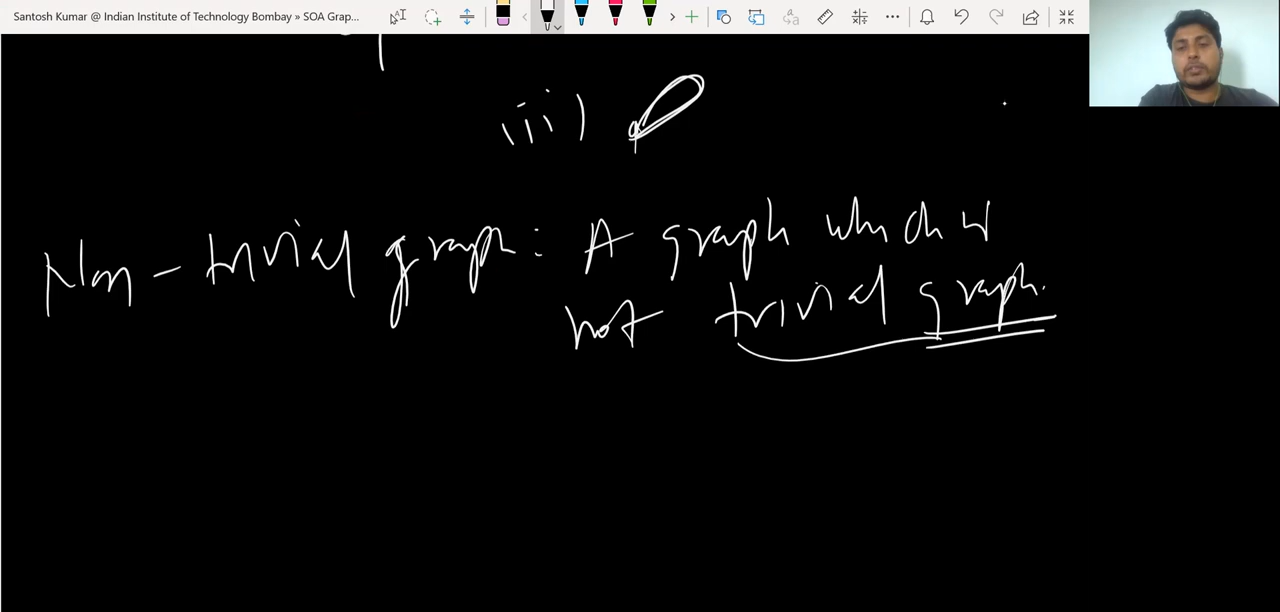 Santosh Kumar @ Indian Institute of Technology Bombay » SOA Grap...
iii)
Non-trivial graph: A graph which is
not trivial graph.